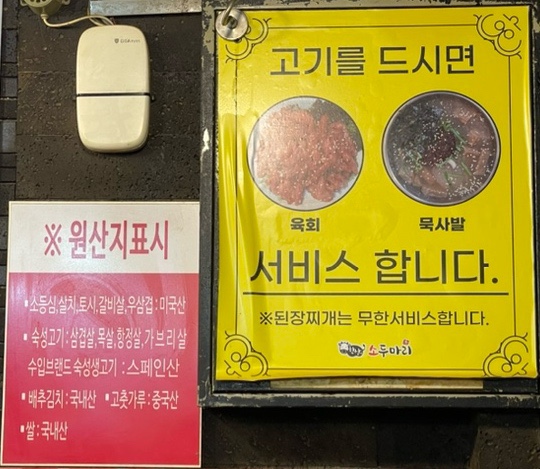 고기를 드시면
육회
묵사발
서비스 합니다.
※된장찌개는 무한서비스합니다.
소두마리
※ 원산지표시
▪소등심,살치,토시,갈비살,우삼겹 : 미국산
▪숙성고기 : 삼겹살,목살,항정살,가브리살
수입브랜드숙성생고기 : 스페인산
▪배추김치 : 국내산 ▪고춧가루 : 중국산
▪쌀 : 국내산